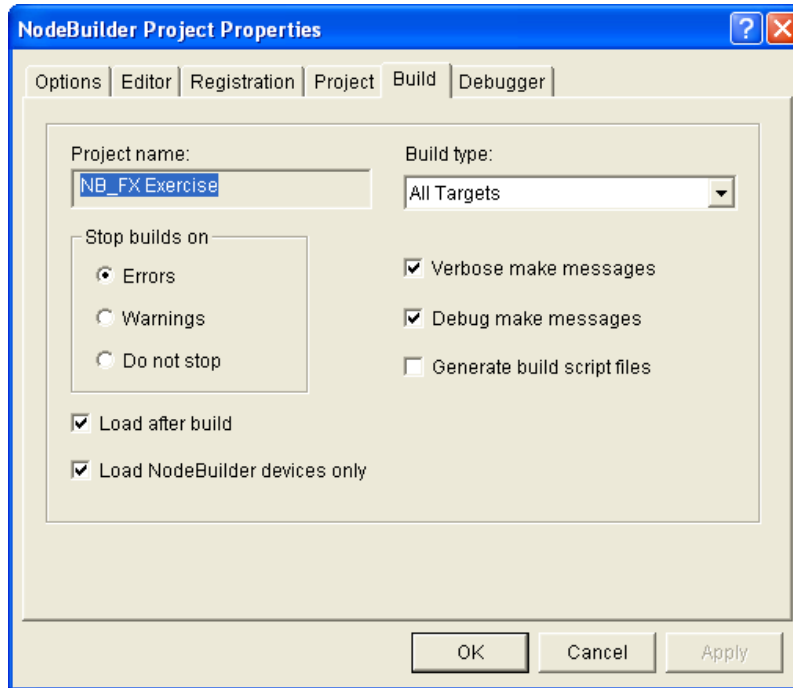 NodeBuilder Project Properties
Options Editor Registration Project Build Debugger
Project name:
NB_FX Exercise
Build type:
All Targets
Stop builds on
Errors
Warnings
Do not stop
Verbose make messages
Debug make messages
Generate build script files
Load after build
Load NodeBuilder devices only
OK Cancel Apply